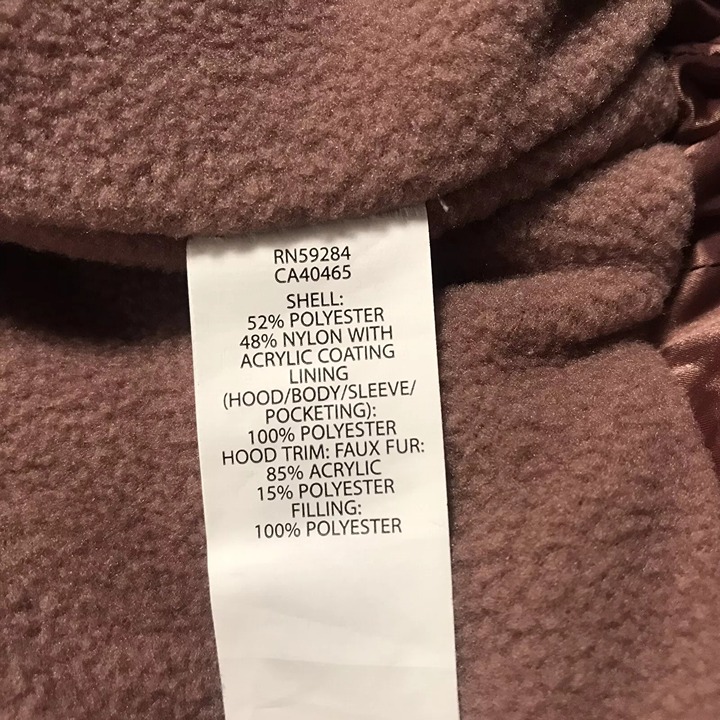 RN59284
CA40465
SHELL:
52% POLYESTER
48% NYLON WITH
ACRYLIC COATING
LINING
(HOOD/BODY/SLEEVE/
POCKETING):
100% POLYESTER
HOOD TRIM: FAUX FUR:
85% ACRYLIC
15% POLYESTER
FILLING:
100% POLYESTER